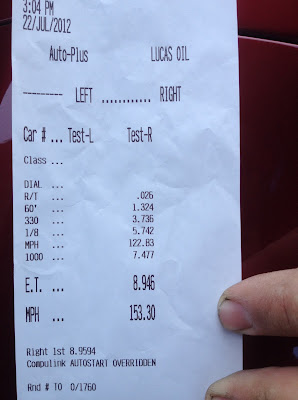 3:04 PM
22/JUL/2012
Auto-Plus LUCAS OIL
---------- LEFT ............ RIGHT
Car # ... Test-L Test-R
Class ...
DIAL ...
R/T ... .026
60' ... 1.324
330 ... 3.736
1/8 ... 5.742
MPH ... 122.83
1000 ... 7.477
E.T. ... 8.946
MPH ... 153.30
Right 1st 8.9594
Compulink AUTOSTART OVERRIDDEN
Rnd # TO 0/1760